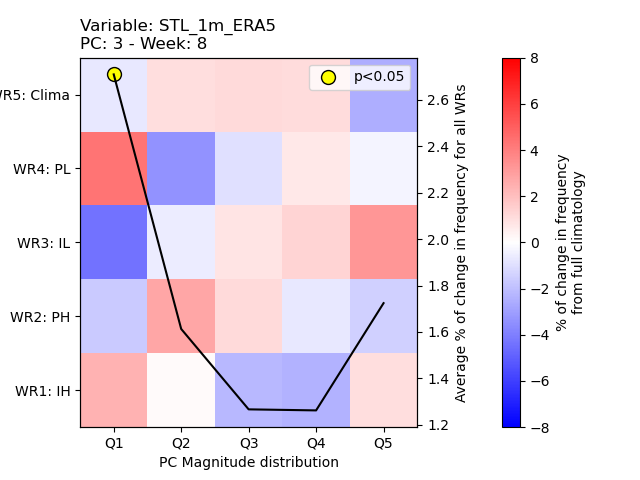 Variable: STL_1m_ERA5
PC: 3 - Week: 8
p<0.05
WR5: Clima
WR4: PL
WR3: IL
WR2: PH
WR1: IH
Q1 Q2 Q3 Q4 Q5
PC Magnitude distribution
2.6
2.4
2.2
2.0
1.8
1.6
1.4
1.2
Average % of change in frequency for all WRs
8
6
4
2
0
−2
−4
−6
−8
% of change in frequency
from full climatology